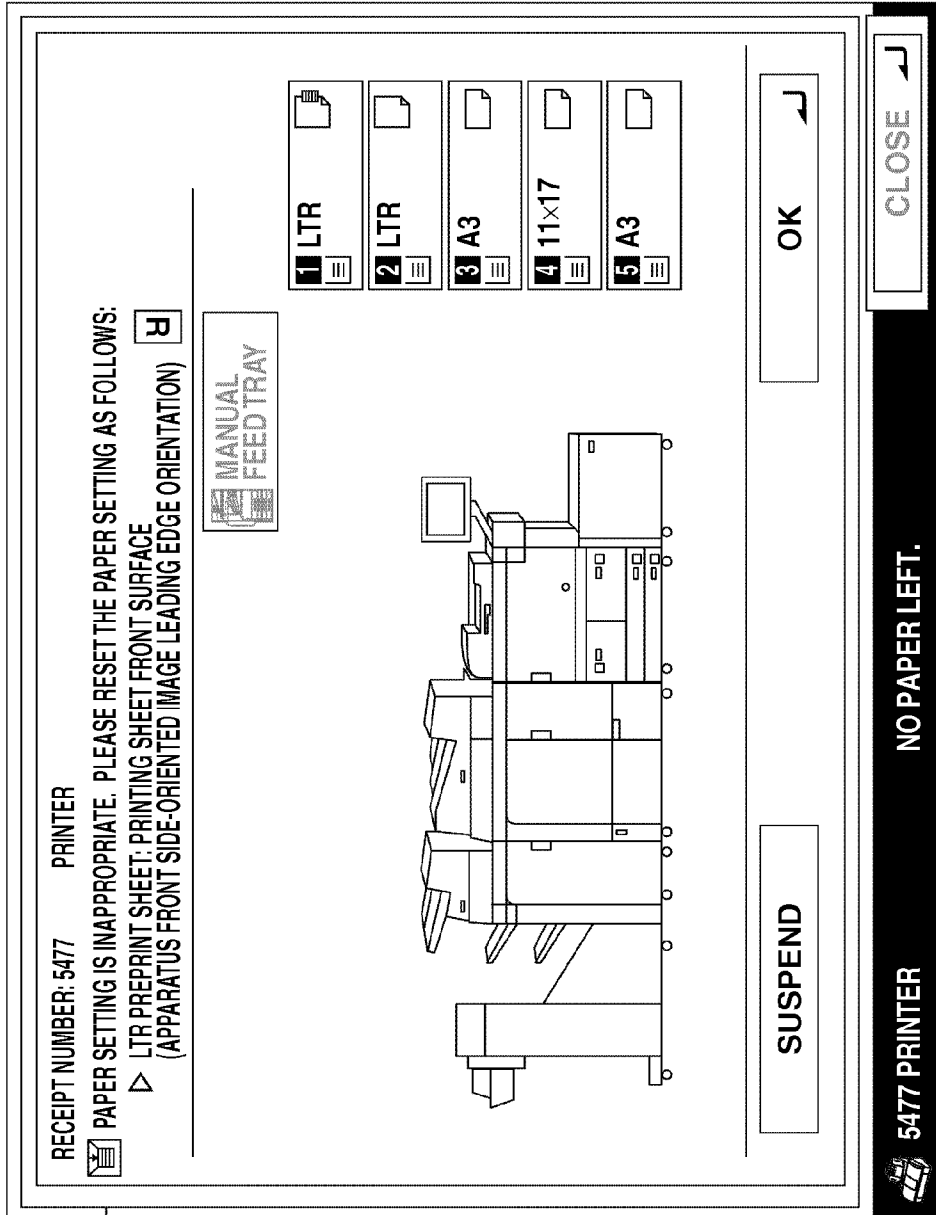 RECEIPT NUMBER: 5477 PRINTER
PAPER SETTING IS INAPPROPRIATE. PLEASE RESET THE PAPER SETTING AS FOLLOWS:
▷ LTR PREPRINT SHEET: PRINTING SHEET FRONT SURFACE
(APPARATUS FRONT SIDE-ORIENTED IMAGE LEADING EDGE ORIENTATION)
R
MANUAL
FEED TRAY
1 LTR
2 LTR
3 A3
4 11×17
5 A3
SUSPEND
OK
5477 PRINTER
NO PAPER LEFT.
CLOSE